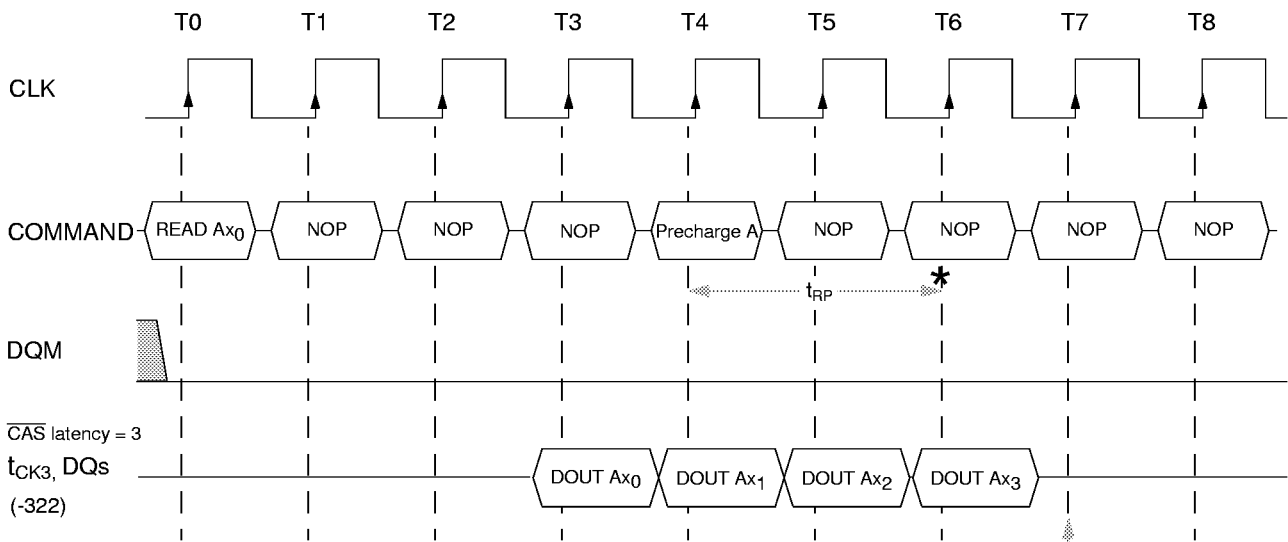 T0 T1 T2 T3 T4 T5 T6 T7 T8
CLK
COMMAND READ Ax0 NOP NOP NOP Precharge A NOP NOP NOP NOP
*
tRP
DQM
CAS latency = 3
tCK3, DQs DOUT Ax0 DOUT Ax1 DOUT Ax2 DOUT Ax3
(-322)